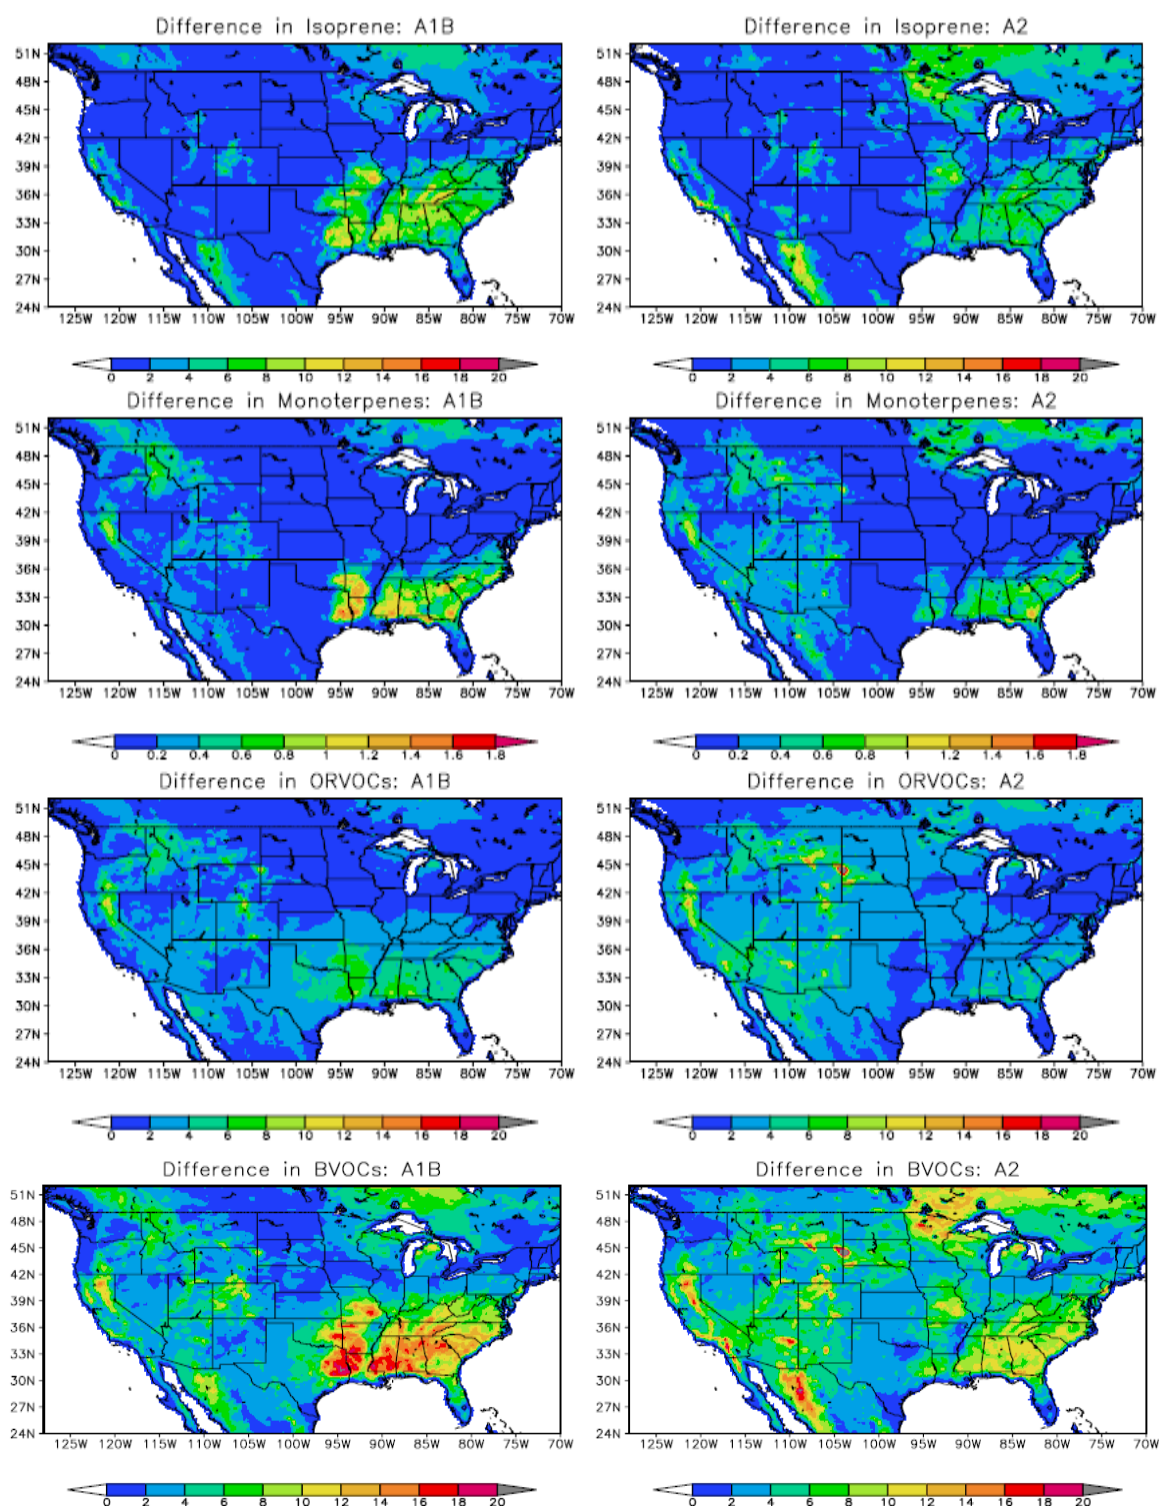 Difference in Isoprene: A1B
51N
48N
45N
42N
39N
36N
33N
30N
27N
24N
125W 120W 115W 110W 105W 100W 95W 90W 85W 80W 75W 70W
0 2 4 6 8 10 12 14 16 18 20
Difference in Isoprene: A2
51N
48N
45N
42N
39N
36N
33N
30N
27N
24N
125W 120W 115W 110W 105W 100W 95W 90W 85W 80W 75W 70W
0 2 4 6 8 10 12 14 16 18 20
Difference in Monoterpenes: A1B
51N
48N
45N
42N
39N
36N
33N
30N
27N
24N
125W 120W 115W 110W 105W 100W 95W 90W 85W 80W 75W 70W
0 0.2 0.4 0.6 0.8 1 1.2 1.4 1.6 1.8
Difference in Monoterpenes: A2
51N
48N
45N
42N
39N
36N
33N
30N
27N
24N
125W 120W 115W 110W 105W 100W 95W 90W 85W 80W 75W 70W
0 0.2 0.4 0.6 0.8 1 1.2 1.4 1.6 1.8
Difference in ORVOCs: A1B
51N
48N
45N
42N
39N
36N
33N
30N
27N
24N
125W 120W 115W 110W 105W 100W 95W 90W 85W 80W 75W 70W
0 2 4 6 8 10 12 14 16 18 20
Difference in ORVOCs: A2
51N
48N
45N
42N
39N
36N
33N
30N
27N
24N
125W 120W 115W 110W 105W 100W 95W 90W 85W 80W 75W 70W
0 2 4 6 8 10 12 14 16 18 20
Difference in BVOCs: A1B
51N
48N
45N
42N
39N
36N
33N
30N
27N
24N
125W 120W 115W 110W 105W 100W 95W 90W 85W 80W 75W 70W
0 2 4 6 8 10 12 14 16 18 20
Difference in BVOCs: A2
51N
48N
45N
42N
39N
36N
33N
30N
27N
24N
125W 120W 115W 110W 105W 100W 95W 90W 85W 80W 75W 70W
0 2 4 6 8 10 12 14 16 18 20